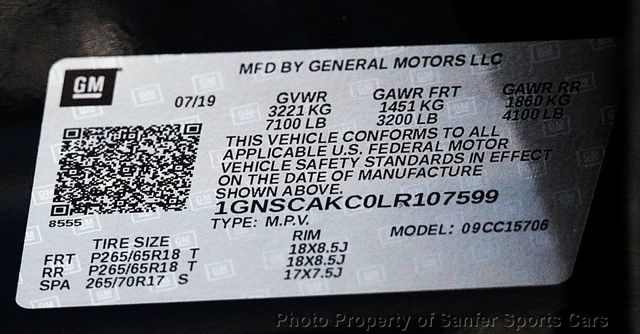 GM
MFD BY GENERAL MOTORS LLC
07/19 GVWR GAWR FRT GAWR RR
3221 KG 1451 KG 1860 KG
7100 LB 3200 LB 4100 LB
THIS VEHICLE CONFORMS TO ALL
APPLICABLE U.S. FEDERAL MOTOR
VEHICLE SAFETY STANDARDS IN EFFECT
ON THE DATE OF MANUFACTURE
SHOWN ABOVE.
1GNSCAKC0LR107599
8555
TYPE: M.P.V. MODEL: 09CC15706
TIRE SIZE RIM
FRT P265/65R18 T 18X8.5J
RR P265/65R18 T 18X8.5J
SPA 265/70R17 S 17X7.5J
Photo Property of Sanfer Sports Cars